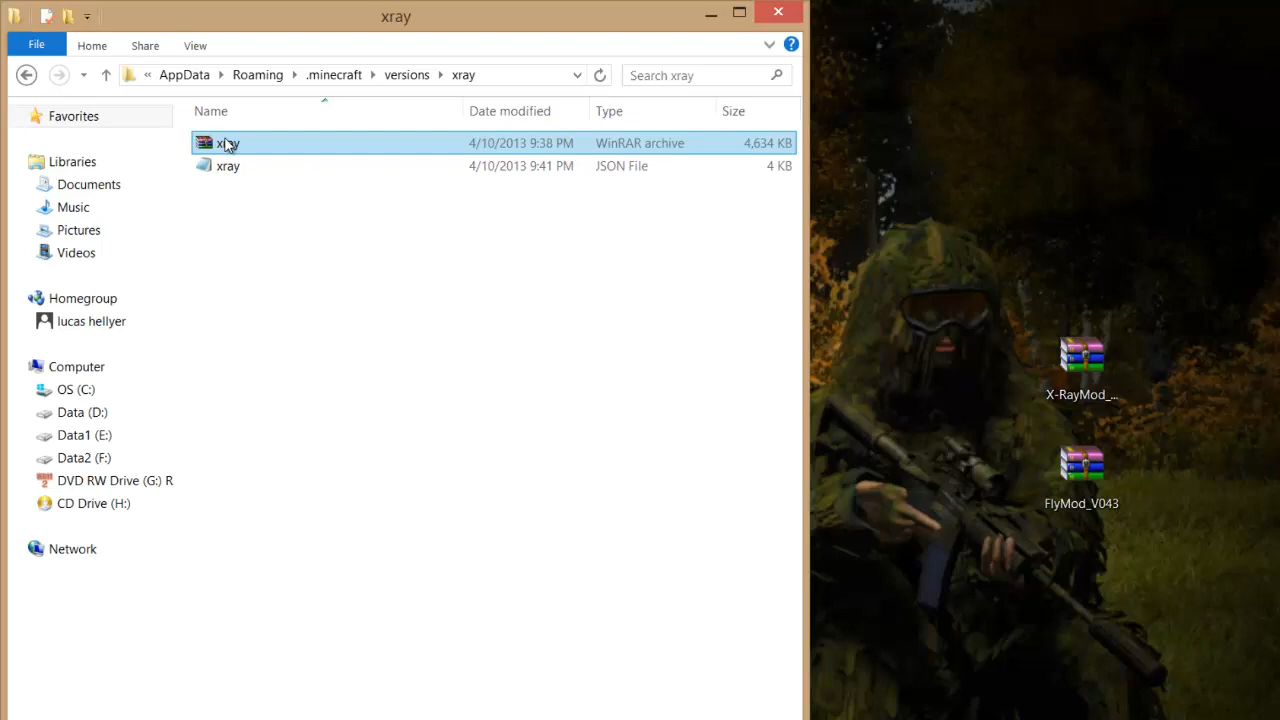 xray
File Home Share View
« AppData Roaming .minecraft versions xray
Search xray
Name Date modified Type Size
xray 4/10/2013 9:38 PM WinRAR archive 4,634 KB
xray 4/10/2013 9:41 PM JSON File 4 KB
Favorites
Libraries
Documents
Music
Pictures
Videos
Homegroup
lucas hellyer
Computer
OS (C:)
Data (D:)
Data1 (E:)
Data2 (F:)
DVD RW Drive (G:) R
CD Drive (H:)
Network
X-RayMod_...
FlyMod_V043